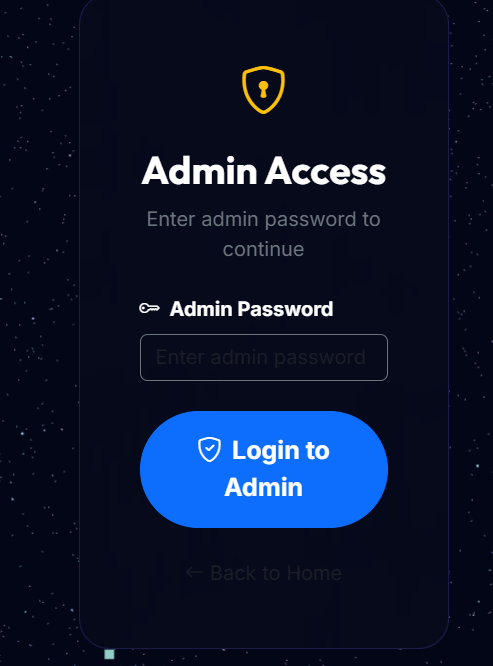 Admin Access
Enter admin password to
continue
Admin Password
Enter admin password
Login to
Admin
← Back to Home